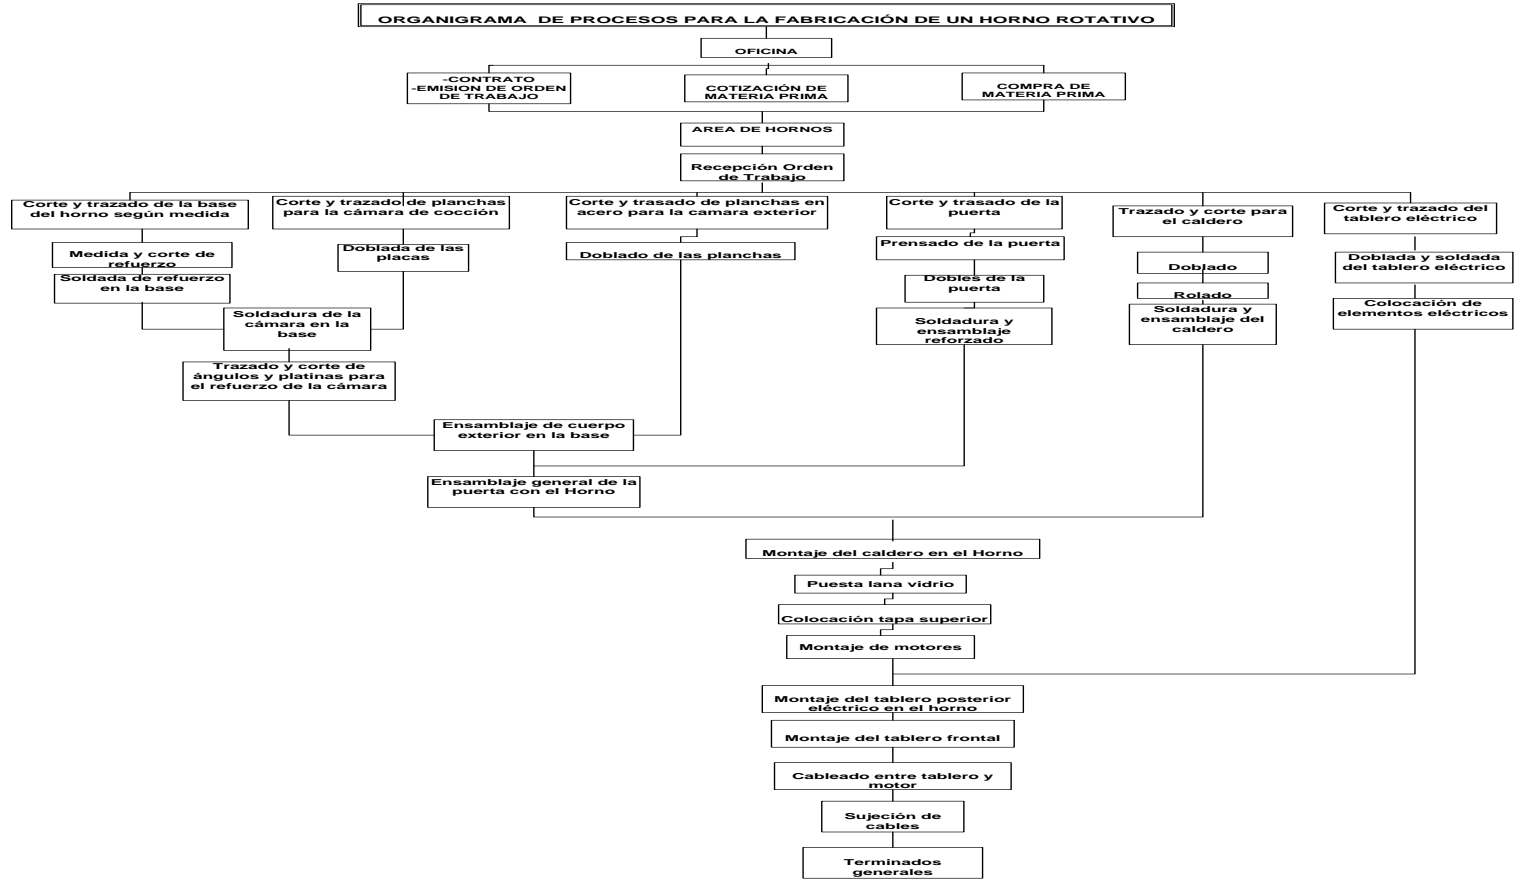 ORGANIGRAMA DE PROCESOS PARA LA FABRICACIÓN DE UN HORNO ROTATIVO
OFICINA
-CONTRATO
-EMISION DE ORDEN
DE TRABAJO
COTIZACIÓN DE
MATERIA PRIMA
COMPRA DE
MATERIA PRIMA
AREA DE HORNOS
Recepción Orden
de Trabajo
Corte y trazado de la base
del horno según medida
Corte y trazado de planchas
para la cámara de cocción
Corte y trasado de planchas en
acero para la camara exterior
Corte y trasado de la
puerta
Trazado y corte para
el caldero
Corte y trazado del
tablero eléctrico
Medida y corte de
refuerzo
Doblada de las
placas
Doblado de las planchas
Prensado de la puerta
Doblado
Doblada y soldada
del tablero eléctrico
Soldada de refuerzo
en la base
Dobles de la
puerta
Rolado
Colocación de
elementos eléctricos
Soldadura de la
cámara en la
base
Soldadura y
ensamblaje
reforzado
Soldadura y
ensamblaje del
caldero
Trazado y corte de
ángulos y platinas para
el refuerzo de la cámara
Ensamblaje de cuerpo
exterior en la base
Ensamblaje general de la
puerta con el Horno
Montaje del caldero en el Horno
Puesta lana vidrio
Colocación tapa superior
Montaje de motores
Montaje del tablero posterior
eléctrico en el horno
Montaje del tablero frontal
Cableado entre tablero y
motor
Sujeción de
cables
Terminados
generales